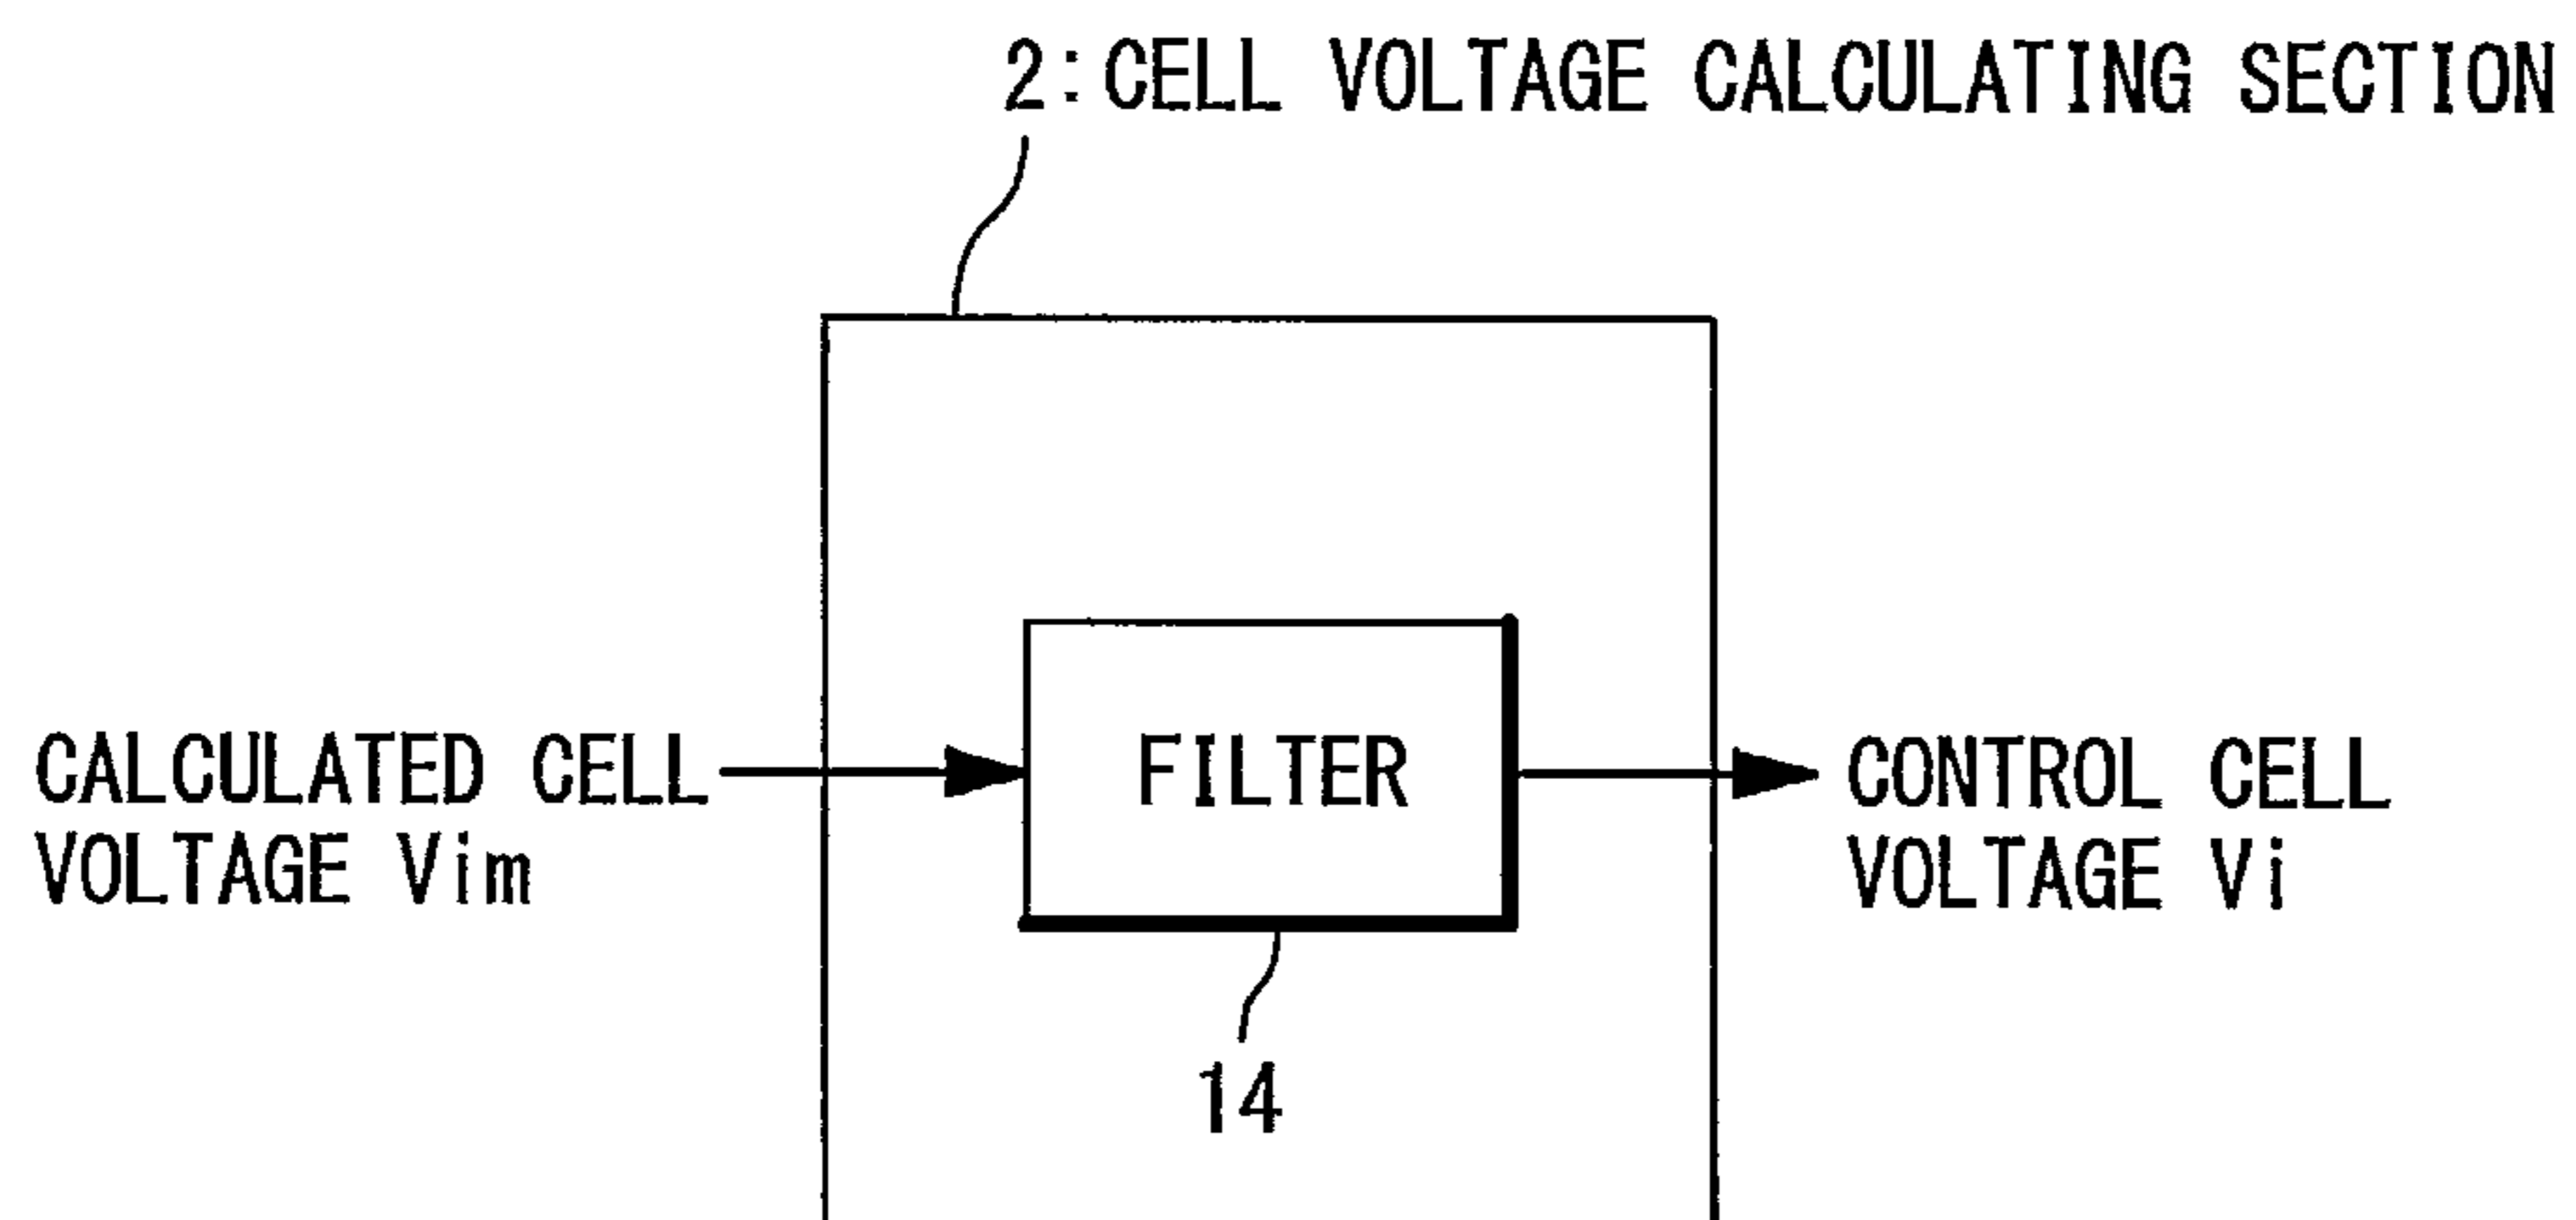 2:CELL VOLTAGE CALCULATING SECTION
CALCULATED CELL
VOLTAGE Vim
FILTER
CONTROL CELL
VOLTAGE Vi
14